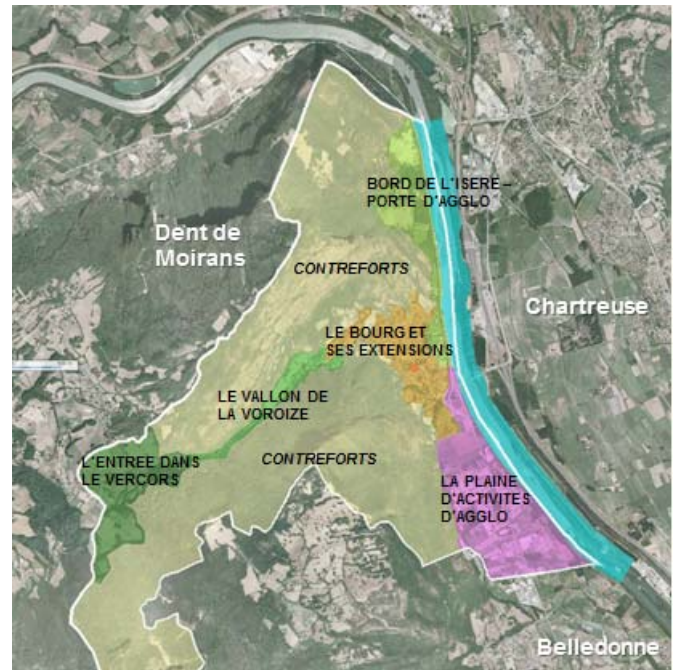 BORD DE L'ISERE –
PORTE D'AGGLO
Dent de
Moirans
CONTREFORTS
Chartreuse
LE BOURG ET
SES EXTENSIONS
LE VALLON DE
LA VOROIZE
L'ENTREE DANS
LE VERCORS
CONTREFORTS
LA PLAINE
D'ACTIVITES
D'AGGLO
Belledonne